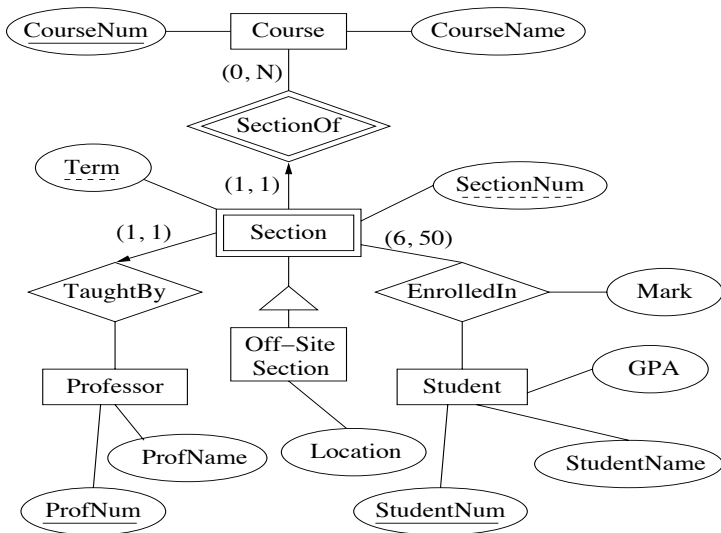 CourseNum
Course
CourseName
(0, N)
SectionOf
Term
(1, 1)
SectionNum
(1, 1)
Section
(6, 50)
TaughtBy
EnrolledIn
Mark
Off-Site
Section
Professor
Student
GPA
ProfName
Location
StudentName
ProfNum
StudentNum